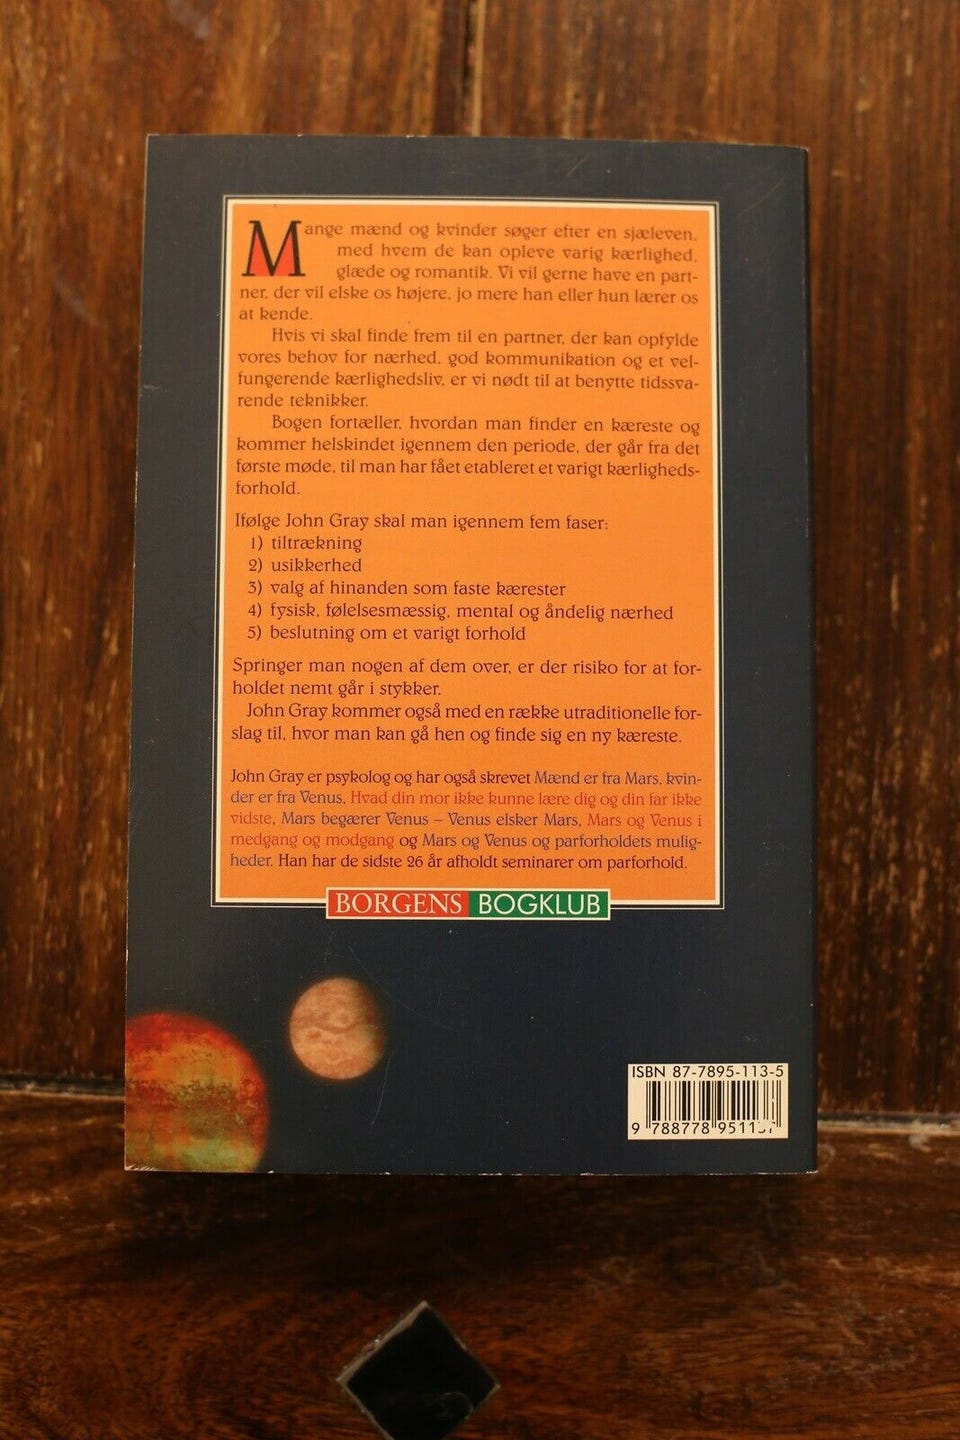 Mange mænd og kvinder søger efter en sjæleven,
med hvem de kan opleve varig kærlighed,
glæde og romantik. Vi vil gerne have en part-
ner, der vil elske os højere, jo mere han eller hun lærer os
at kende.
Hvis vi skal finde frem til en partner, der kan opfylde
vores behov for nærhed, god kommunikation og et vel-
fungerende kærlighedsliv, er vi nødt til at benytte tidssva-
rende teknikker.
Bogen fortæller, hvordan man finder en kæreste og
kommer helskindet igennem den periode, der går fra det
første møde, til man har fået etableret et varigt kærligheds-
forhold.
Ifølge John Gray skal man igennem fem faser:
1) tiltrækning
2) usikkerhed
3) valg af hinanden som faste kærester
4) fysisk, følelsesmæssig, mental og åndelig nærhed
5) beslutning om et varigt forhold
Springer man nogen af dem over, er der risiko for at for-
holdet nemt går i stykker.
John Gray kommer også med en række utraditionelle for-
slag til, hvor man kan gå hen og finde sig en ny kæreste.
John Gray er psykolog og har også skrevet Mænd er fra Mars, kvin-
der er fra Venus, Hvad din mor ikke kunne lære dig og din far ikke
vidste, Mars begærer Venus – Venus elsker Mars, Mars og Venus i
medgang og modgang og Mars og Venus og parforholdets mulig-
heder. Han har de sidste 26 år afholdt seminarer om parforhold.
BORGENS BOGKLUB
ISBN 87-7895-113-5
9 788778 951137